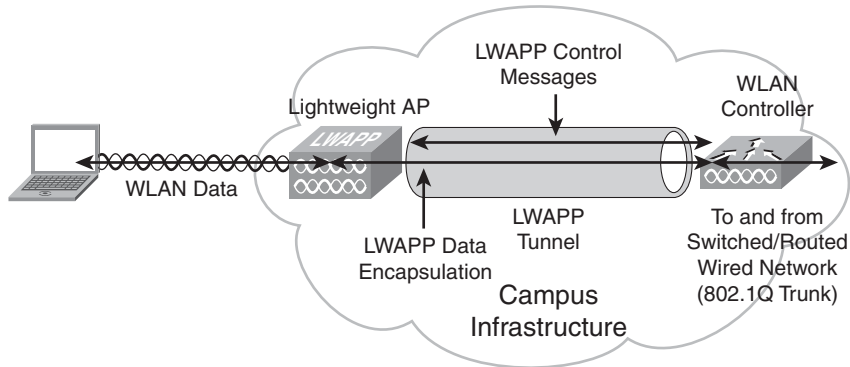 LWAPP Control
Messages
WLAN
Controller
Lightweight AP
LWAPP
WLAN Data
LWAPP Data
Encapsulation
LWAPP
Tunnel
To and from
Switched/Routed
Wired Network
(802.1Q Trunk)
Campus
Infrastructure